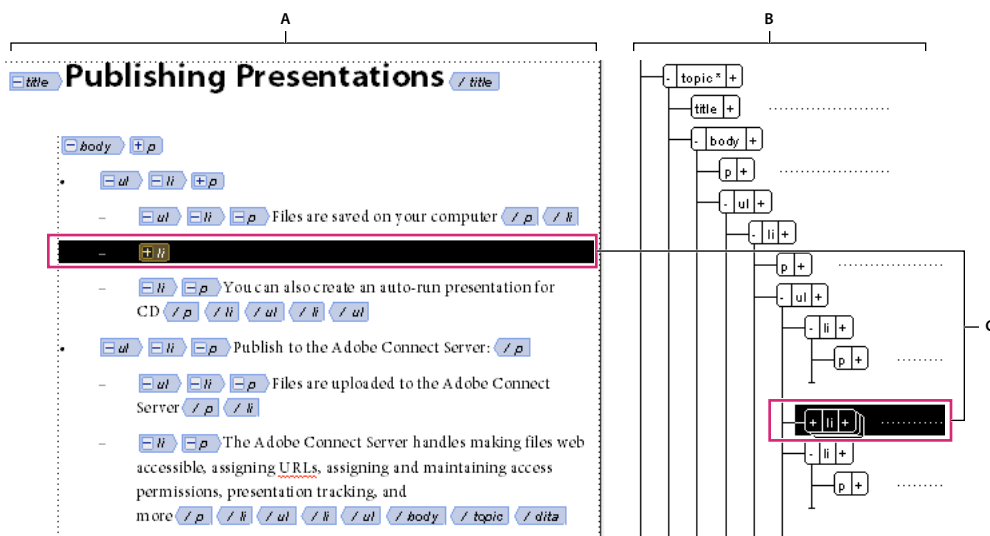 A
B
title Publishing Presentations / title
body p
ul li p
ul li p Files are saved on your computer / p / li
li
li p You can also create an auto-run presentation for
CD / p / li / ul / li / ul
ul li p Publish to the Adobe Connect Server: / p
ul li p Files are uploaded to the Adobe Connect
Server / p / li
li p The Adobe Connect Server handles making files web
accessible, assigning URLs, assigning and maintaining access
permissions, presentation tracking, and
more / p / li / ul / li / ul / body / topic / dita
- topic* +
title +
- body +
p +
- ul +
- li +
p +
- ul +
- li +
p +
+ li +
- li +
p +
C